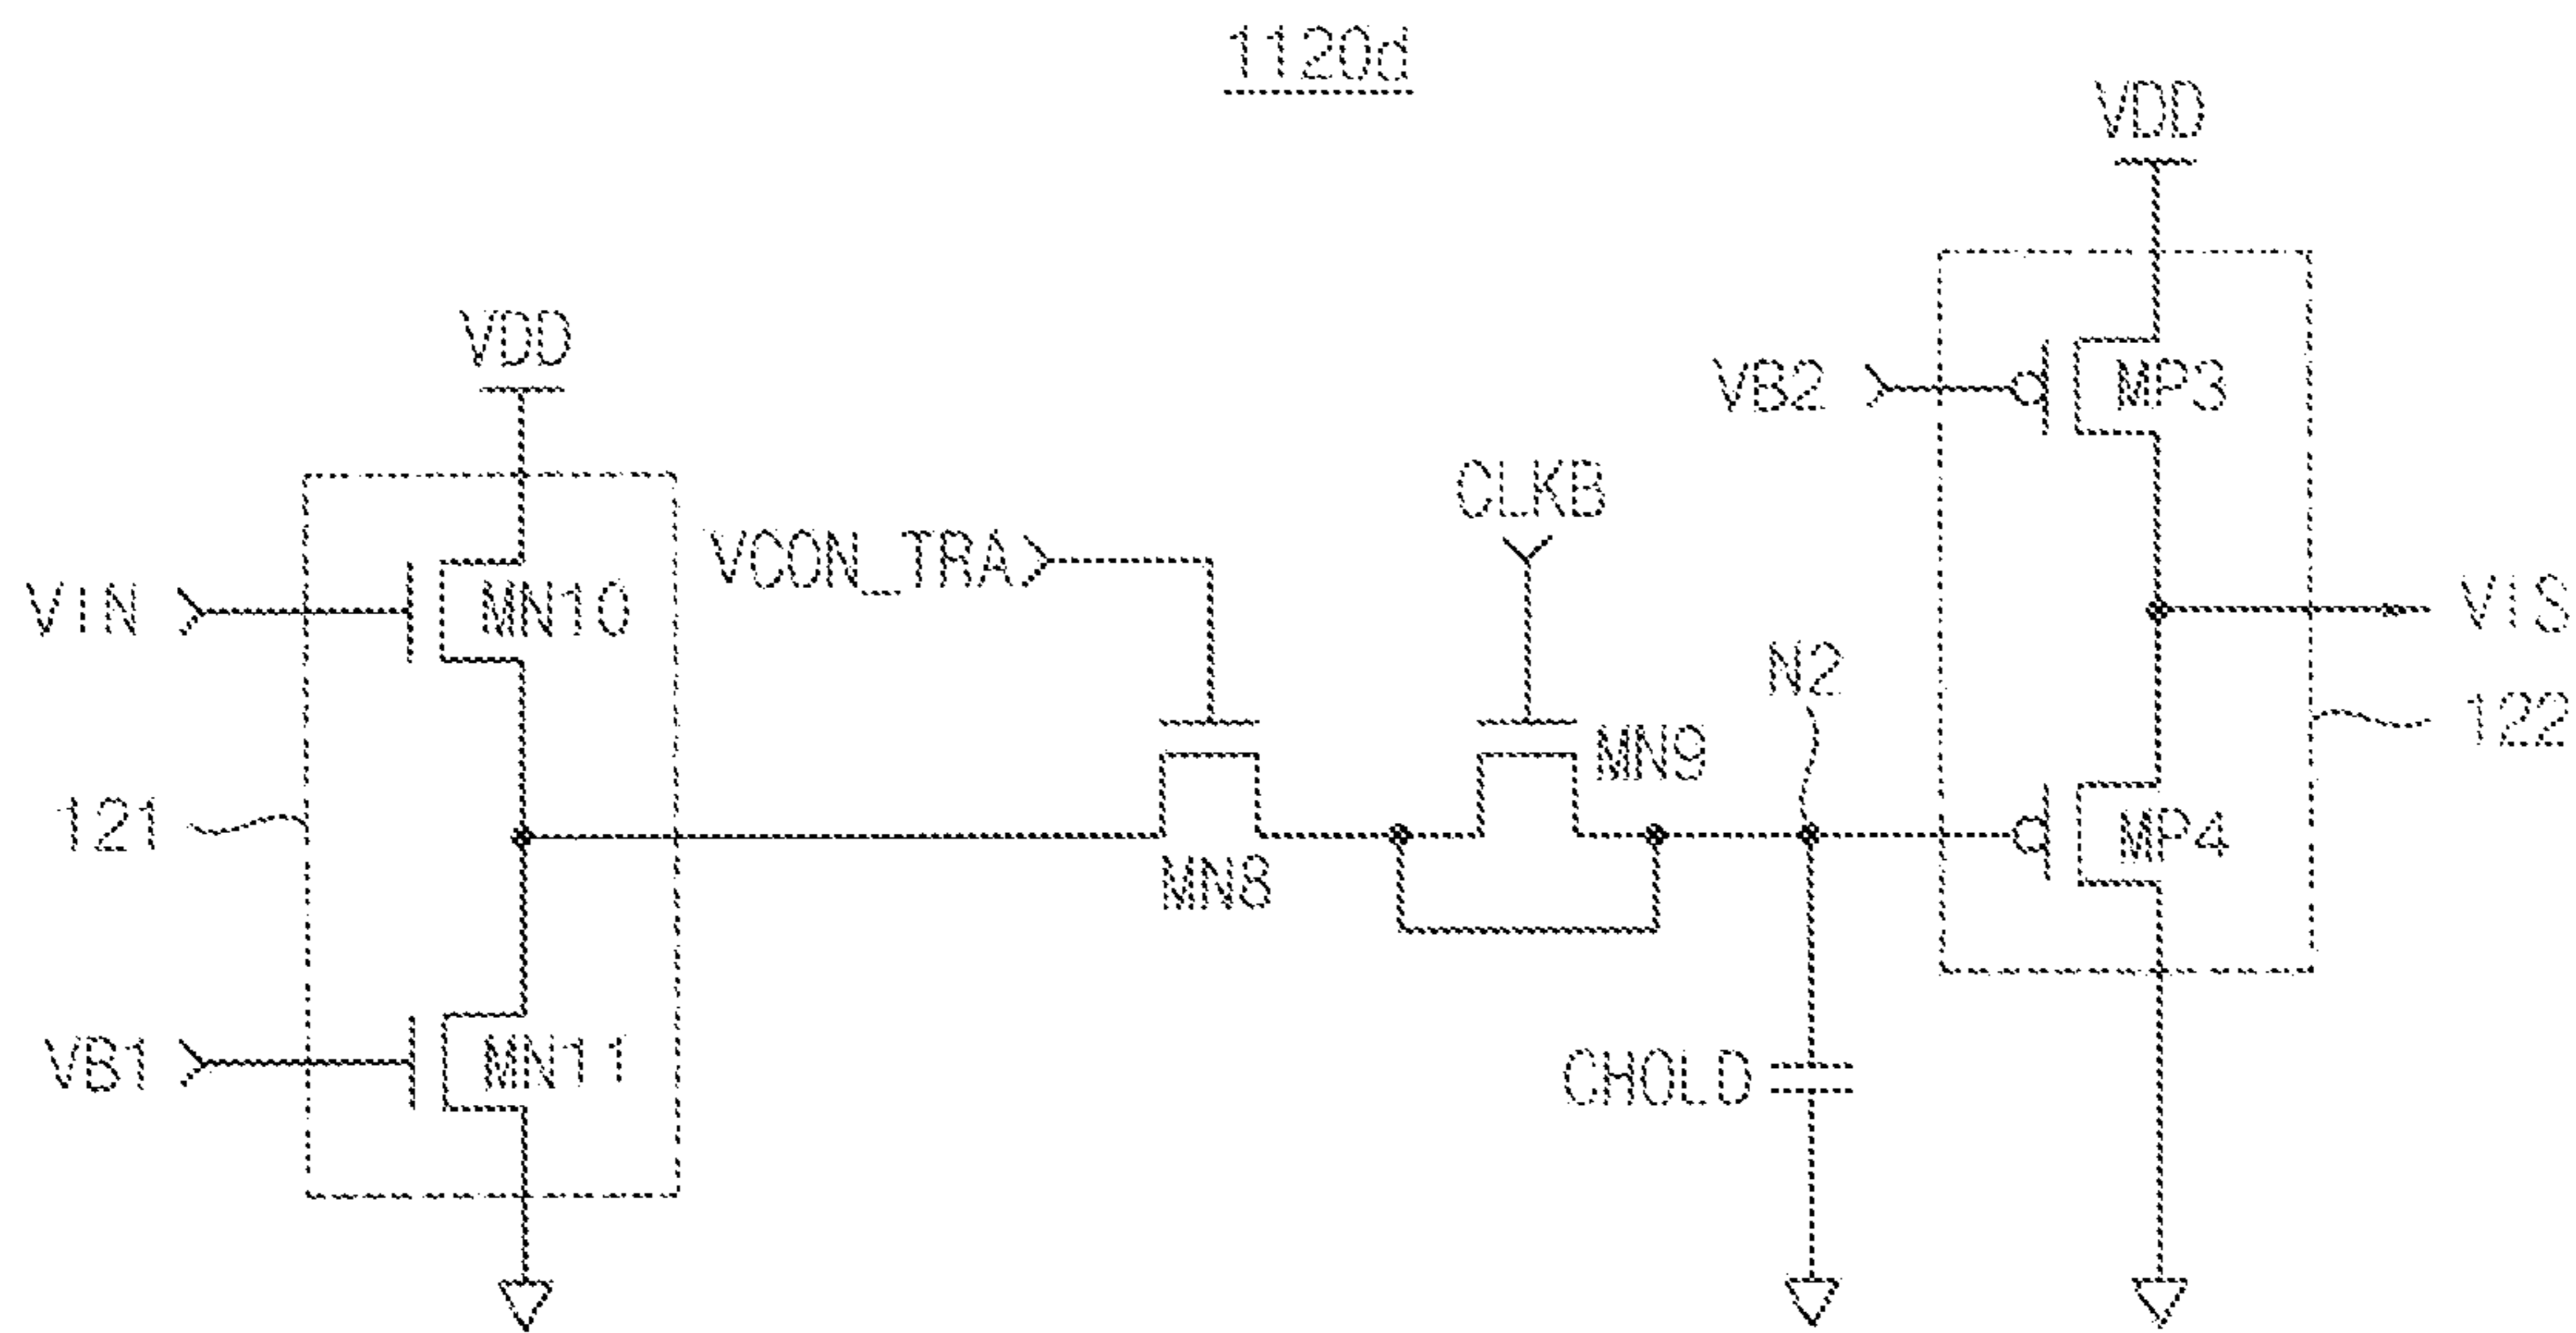 1120d
VDD
VDD
VB2
MP3
CLKB
VCON_TRA
VIN
MN10
VIS
N2
122
MN9
121
MP4
MN8
VB1
MN11
CHOLD